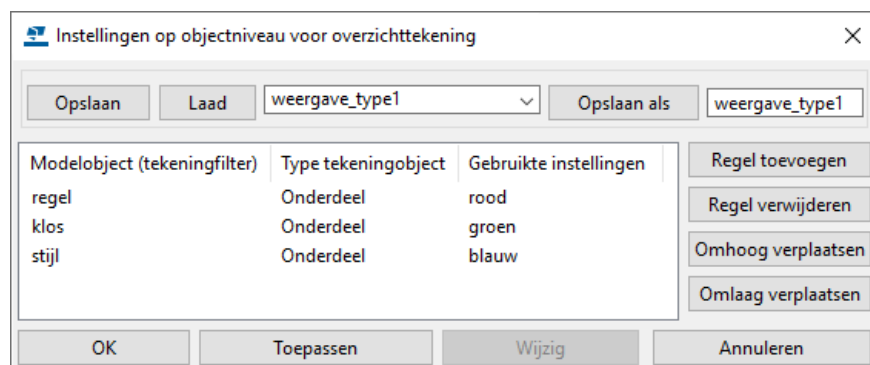 Instellingen op objectniveau voor overzichttekening
Opslaan Laad weergave_type1 Opslaan als weergave_type1
Modelobject (tekeningfilter) Type tekeningobject Gebruikte instellingen Regel toevoegen
regel Onderdeel rood
Regel verwijderen
klos Onderdeel groen
stijl Onderdeel blauw
Omhoog verplaatsen
Omlaag verplaatsen
OK Toepassen Wijzig Annuleren